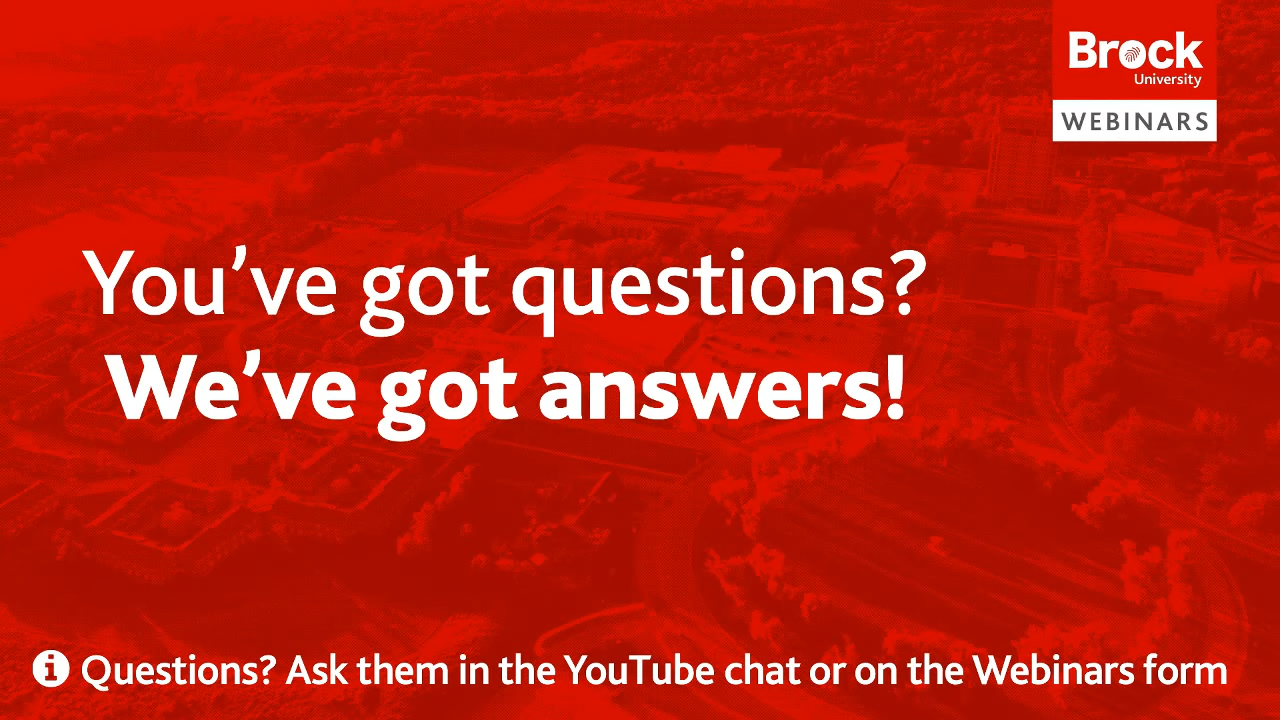 Brock
University
WEBINARS
You’ve got questions?
We’ve got answers!
Questions? Ask them in the YouTube chat or on the Webinars form